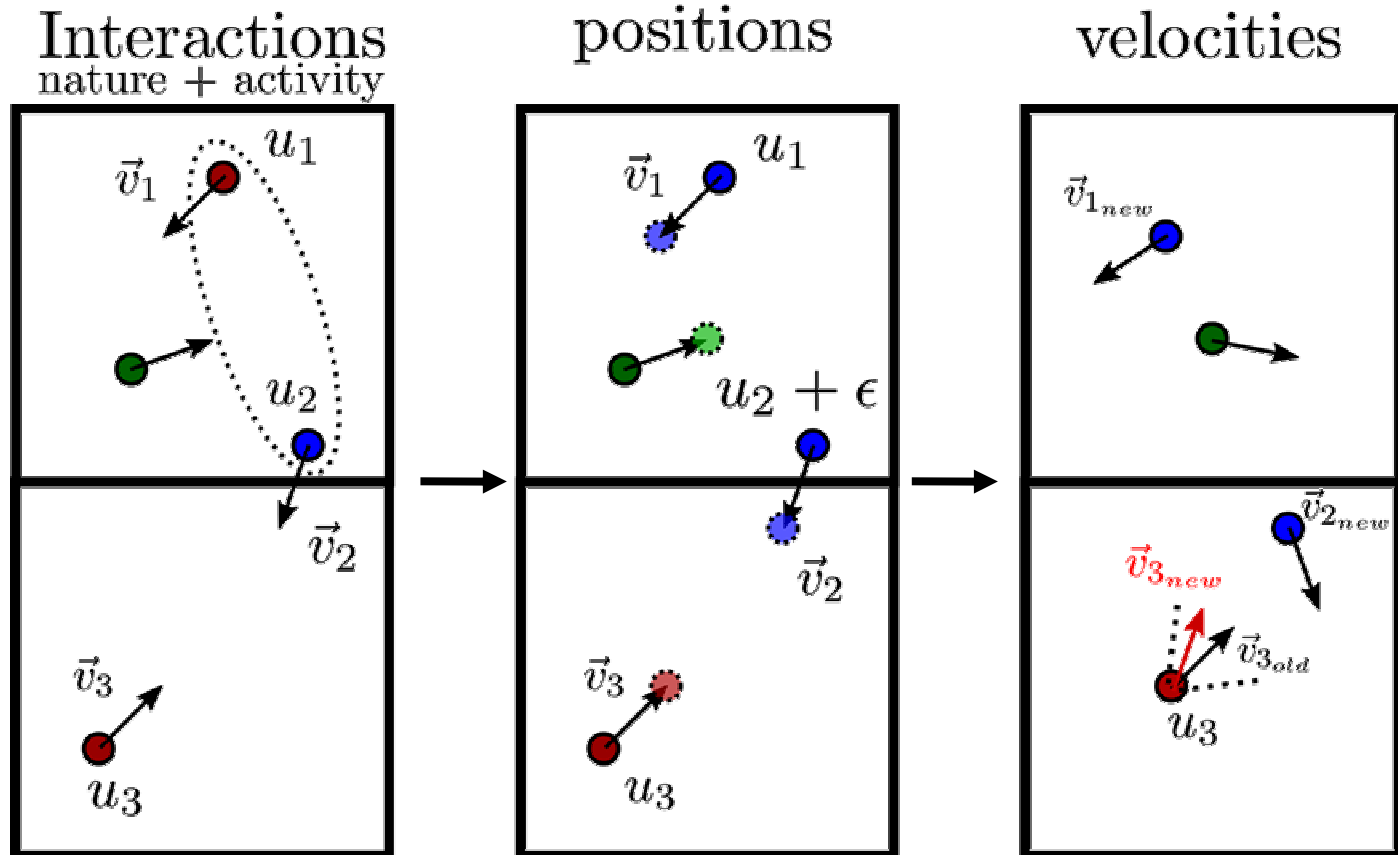 Interactions
nature + activity
u₁
v⃗₁
u₂
v⃗₂
v⃗₃
u₃
positions
u₁
v⃗₁
u₂ + ϵ
v⃗₂
v⃗₃
u₃
velocities
v⃗₁ₙₑw
v⃗₂ₙₑw
v⃗₃ₙₑw
v⃗₃ₒₗd
u₃